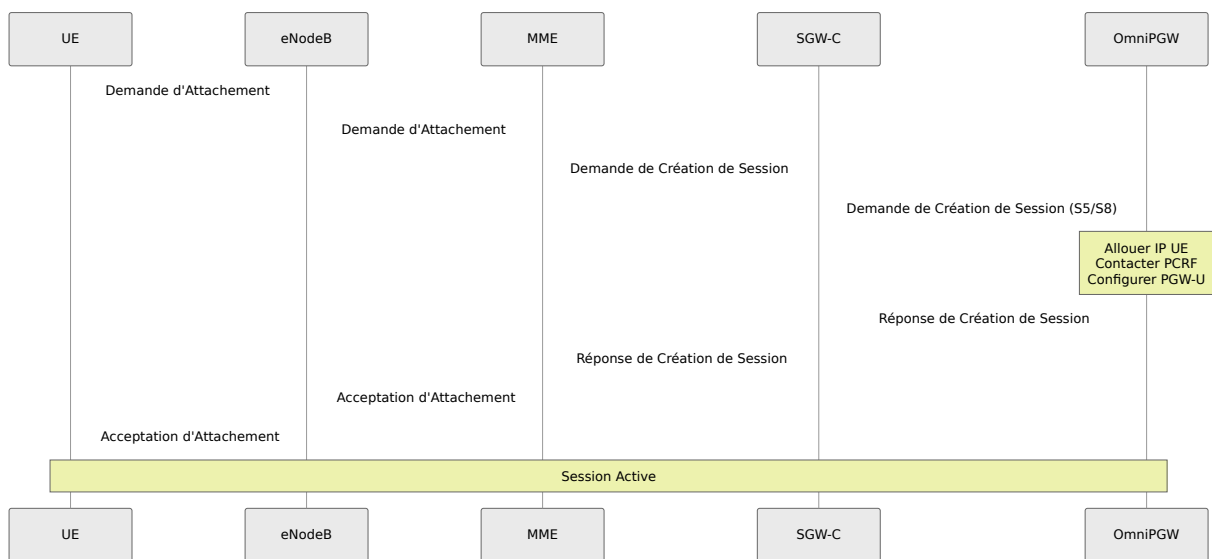 UE eNodeB MME SGW-C OmniPGW
Demande d'Attachement
Demande d'Attachement
Demande de Création de Session
Demande de Création de Session (S5/S8)
Allouer IP UE
Contacter PCRF
Configurer PGW-U
Réponse de Création de Session
Réponse de Création de Session
Acceptation d'Attachement
Acceptation d'Attachement
Session Active
UE eNodeB MME SGW-C OmniPGW